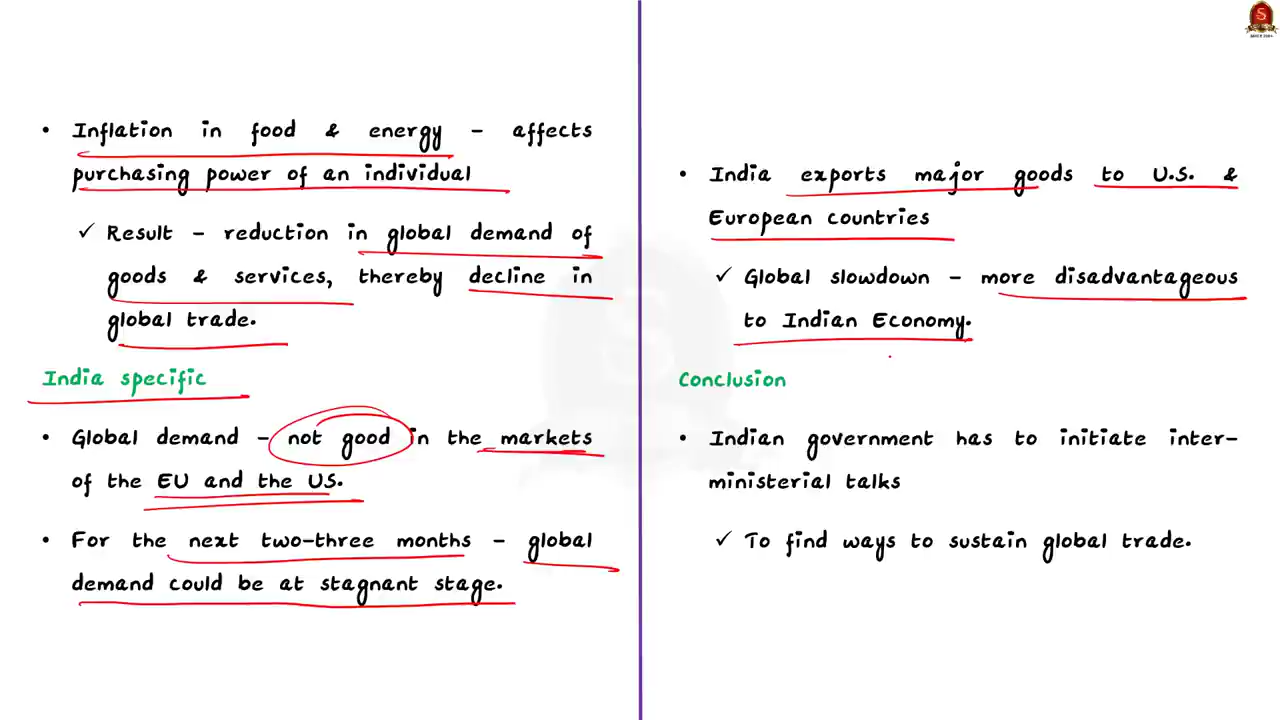 • Inflation in food & energy - affects
purchasing power of an individual
✓ Result - reduction in global demand of
goods & services, thereby decline in
global trade.
India specific
• Global demand - not good in the markets
of the EU and the US.
• For the next two-three months - global
demand could be at stagnant stage.
• India exports major goods to U.S. &
European countries
✓ Global slowdown - more disadvantageous
to Indian Economy.
Conclusion
• Indian government has to initiate inter-
ministerial talks
✓ To find ways to sustain global trade.